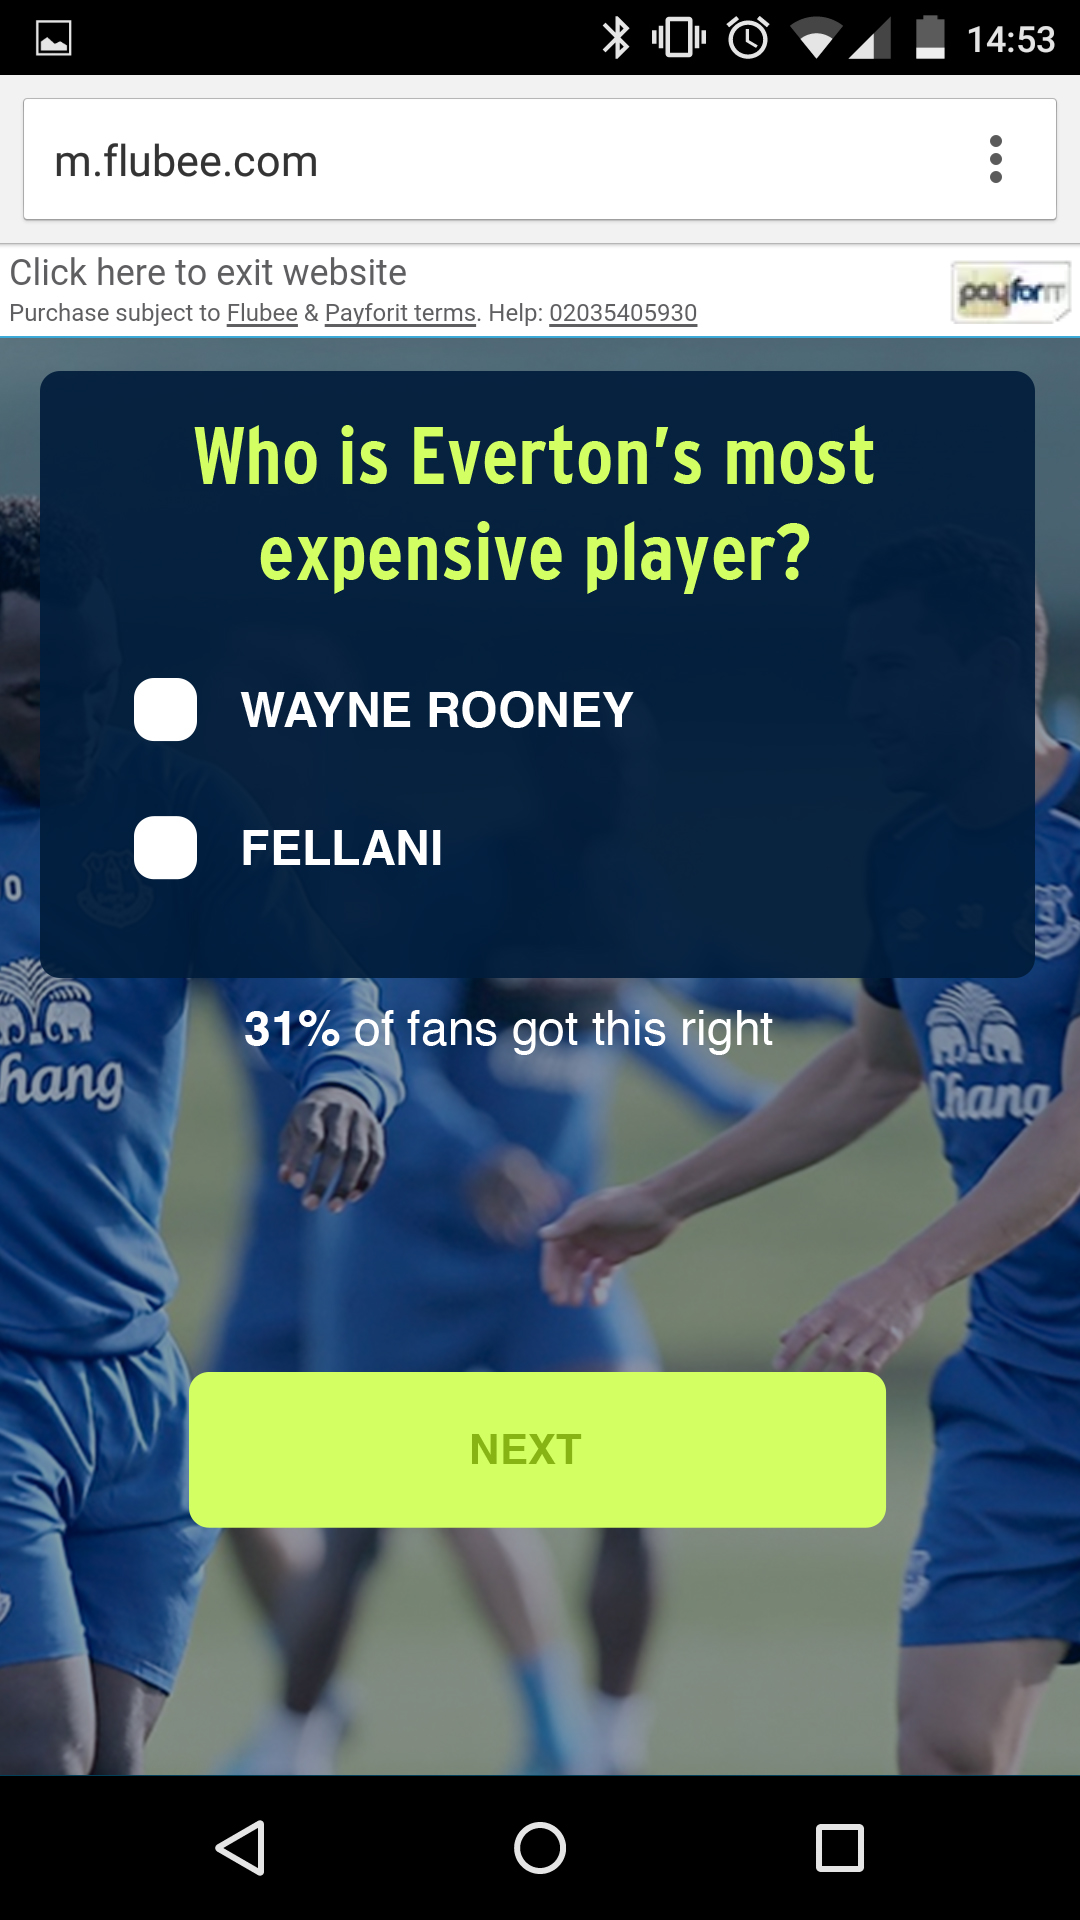 14:53
m.flubee.com
Click here to exit website
Purchase subject to Flubee & Payforit terms. Help: 02035405930
payforit
Who is Everton's most
expensive player?
WAYNE ROONEY
FELLANI
31% of fans got this right
Chang
hang
NEXT